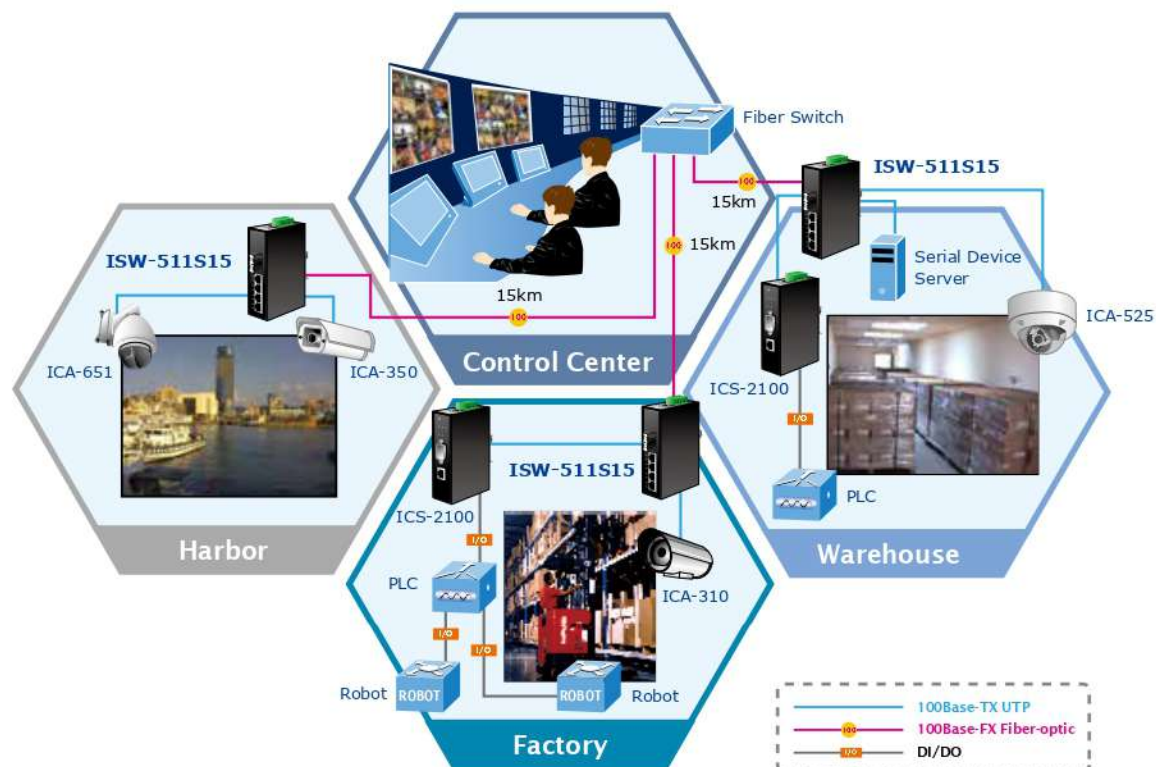 Fiber Switch
ISW-511S15
15km
15km
ISW-511S15
Serial Device
Server
15km
ICA-525
ICA-651
ICA-350
Control Center
ICS-2100
I/O
ISW-511S15
PLC
ICS-2100
Harbor
Warehouse
I/O
PLC
ICA-310
I/O
I/O
Robot
ROBOT
ROBOT
Robot
Factory
100Base-TX UTP
100Base-FX Fiber-optic
I/O
DI/DO